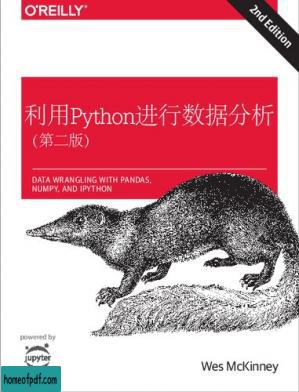 O'REILLY®
2nd Edition
利用Python进行数据分析
(第二版)
DATA WRANGLING WITH PANDAS,
NUMPY, AND IPYTHON
powered by
jupyter
homeofpdf.com
Wes McKinney